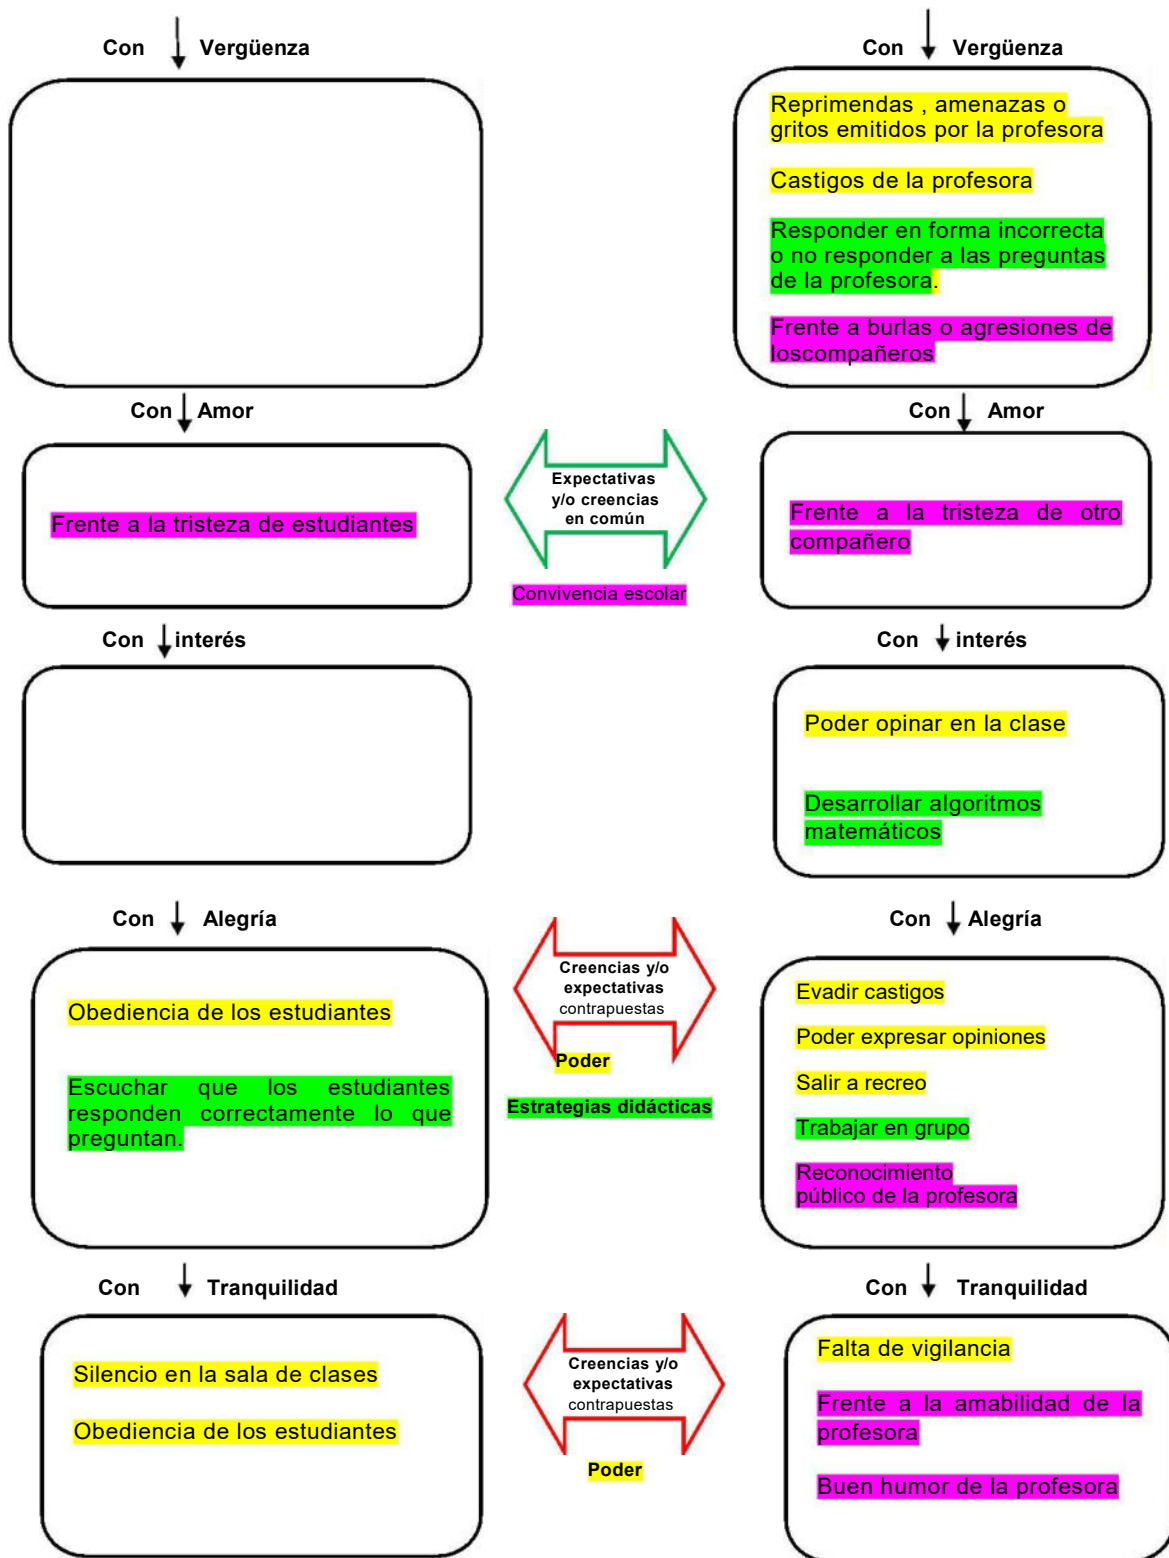 Con Vergüenza
Con Vergüenza
Reprimendas , amenazas o
gritos emitidos por la profesora
Castigos de la profesora
Responder en forma incorrecta
o no responder a las preguntas
de la profesora.
Frente a burlas o agresiones de
loscompañeros
Con Amor
Con Amor
Frente a la tristeza de estudiantes
Expectativas
y/o creencias
en común
Convivencia escolar
Frente a la tristeza de otro
compañero
Con interés
Con interés
Poder opinar en la clase
Desarrollar algoritmos
matemáticos
Con Alegría
Con Alegría
Obediencia de los estudiantes
Escuchar que los estudiantes
responden correctamente lo que
preguntan.
Creencias y/o
expectativas
contrapuestas
Poder
Estrategias didácticas
Evadir castigos
Poder expresar opiniones
Salir a recreo
Trabajar en grupo
Reconocimiento
público de la profesora
Con Tranquilidad
Con Tranquilidad
Silencio en la sala de clases
Obediencia de los estudiantes
Creencias y/o
expectativas
contrapuestas
Poder
Falta de vigilancia
Frente a la amabilidad de la
profesora
Buen humor de la profesora